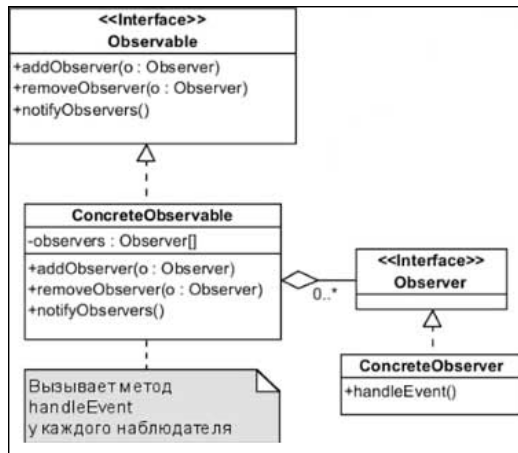 <<Interface>>
Observable
+addObserver(o : Observer)
+removeObserver(o : Observer)
+notifyObservers()
ConcreteObservable
-observers : Observer[]
+addObserver(o : Observer)
+removeObserver(o : Observer)
+notifyObservers()
0..*
<<Interface>>
Observer
ConcreteObserver
+handleEvent()
Вызывает метод
handleEvent
у каждого наблюдателя